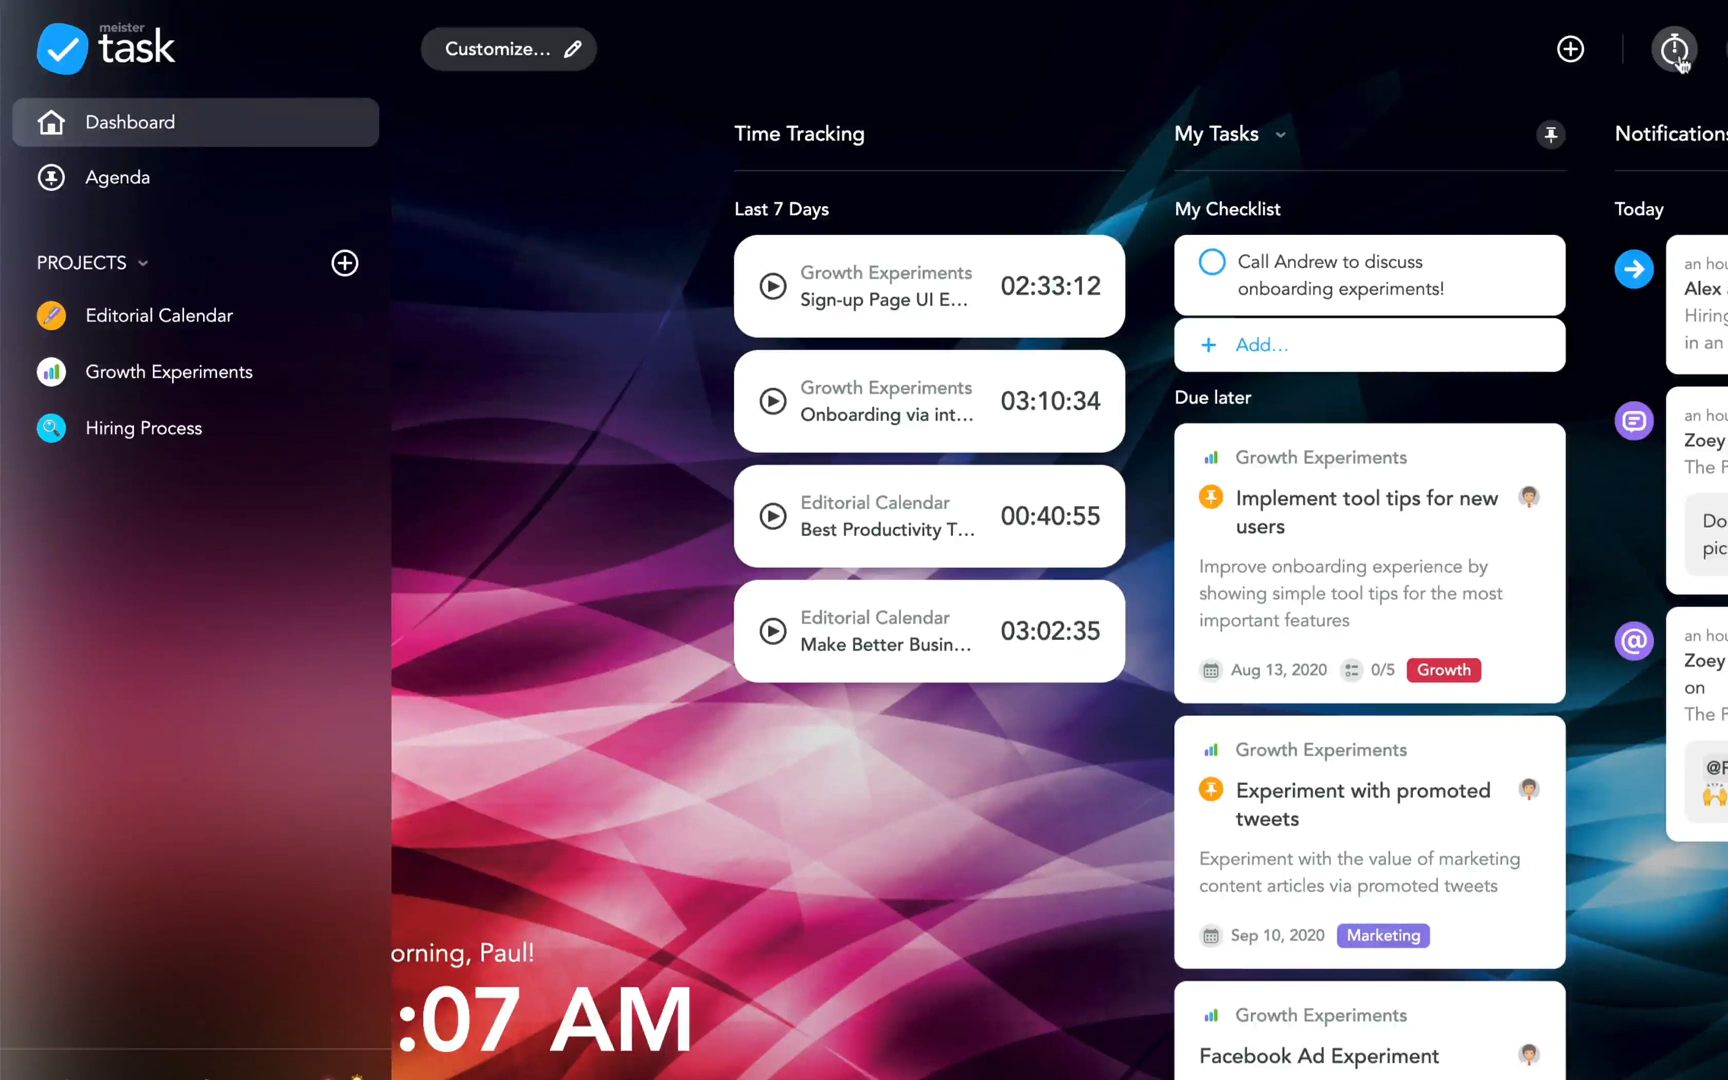 meister
task
Customize...
Dashboard
Agenda
PROJECTS
Editorial Calendar
Growth Experiments
Hiring Process
orning, Paul!
:07 AM
Time Tracking
Last 7 Days
Growth Experiments
Sign-up Page UI E...
02:33:12
Growth Experiments
Onboarding via int...
03:10:34
Editorial Calendar
Best Productivity T...
00:40:55
Editorial Calendar
Make Better Busin...
03:02:35
My Tasks
My Checklist
Call Andrew to discuss
onboarding experiments!
+ Add...
Due later
Growth Experiments
Implement tool tips for new
users
Improve onboarding experience by
showing simple tool tips for the most
important features
Aug 13, 2020 0/5 Growth
Growth Experiments
Experiment with promoted
tweets
Experiment with the value of marketing
content articles via promoted tweets
Sep 10, 2020 Marketing
Growth Experiments
Facebook Ad Experiment
Notifications
Today
an hou
Alex
Hiring
in an
an hou
Zoey
The P
Do
pic
@
an hou
Zoey
on
The P